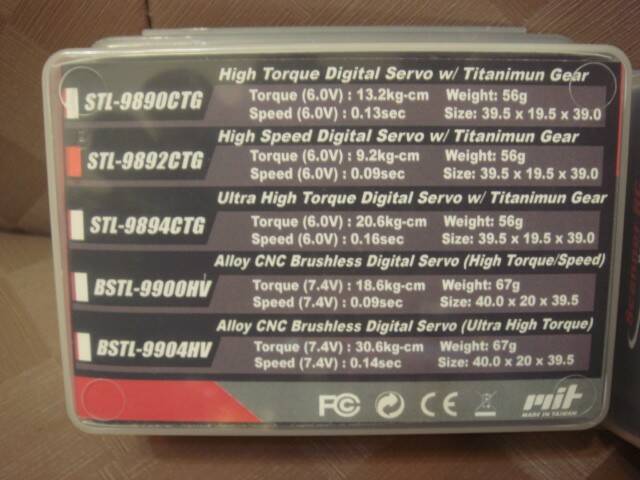 High Torque Digital Servo w/ Titanimun Gear
STL-9890CTG
Torque (6.0V) : 13.2kg-cm Weight: 56g
Speed (6.0V) : 0.13sec Size: 39.5 x 19.5 x 39.0
High Speed Digital Servo w/ Titanimun Gear
STL-9892CTG
Torque (6.0V) : 9.2kg-cm Weight: 56g
Speed (6.0V) : 0.09sec Size: 39.5 x 19.5 x 39.0
Ultra High Torque Digital Servo w/ Titanimun Gear
STL-9894CTG
Torque (6.0V) : 20.6kg-cm Weight: 56g
Speed (6.0V) : 0.16sec Size: 39.5 x 19.5 x 39.0
Alloy CNC Brushless Digital Servo (High Torque/Speed)
BSTL-9900HV
Torque (7.4V) : 18.6kg-cm Weight: 67g
Speed (7.4V) : 0.09sec Size: 40.0 x 20 x 39.5
Alloy CNC Brushless Digital Servo (Ultra High Torque)
BSTL-9904HV
Torque (7.4V) : 30.6kg-cm Weight: 67g
Speed (7.4V) : 0.14sec Size: 40.0 x 20 x 39.5
FC CE mit
MADE IN TAIWAN